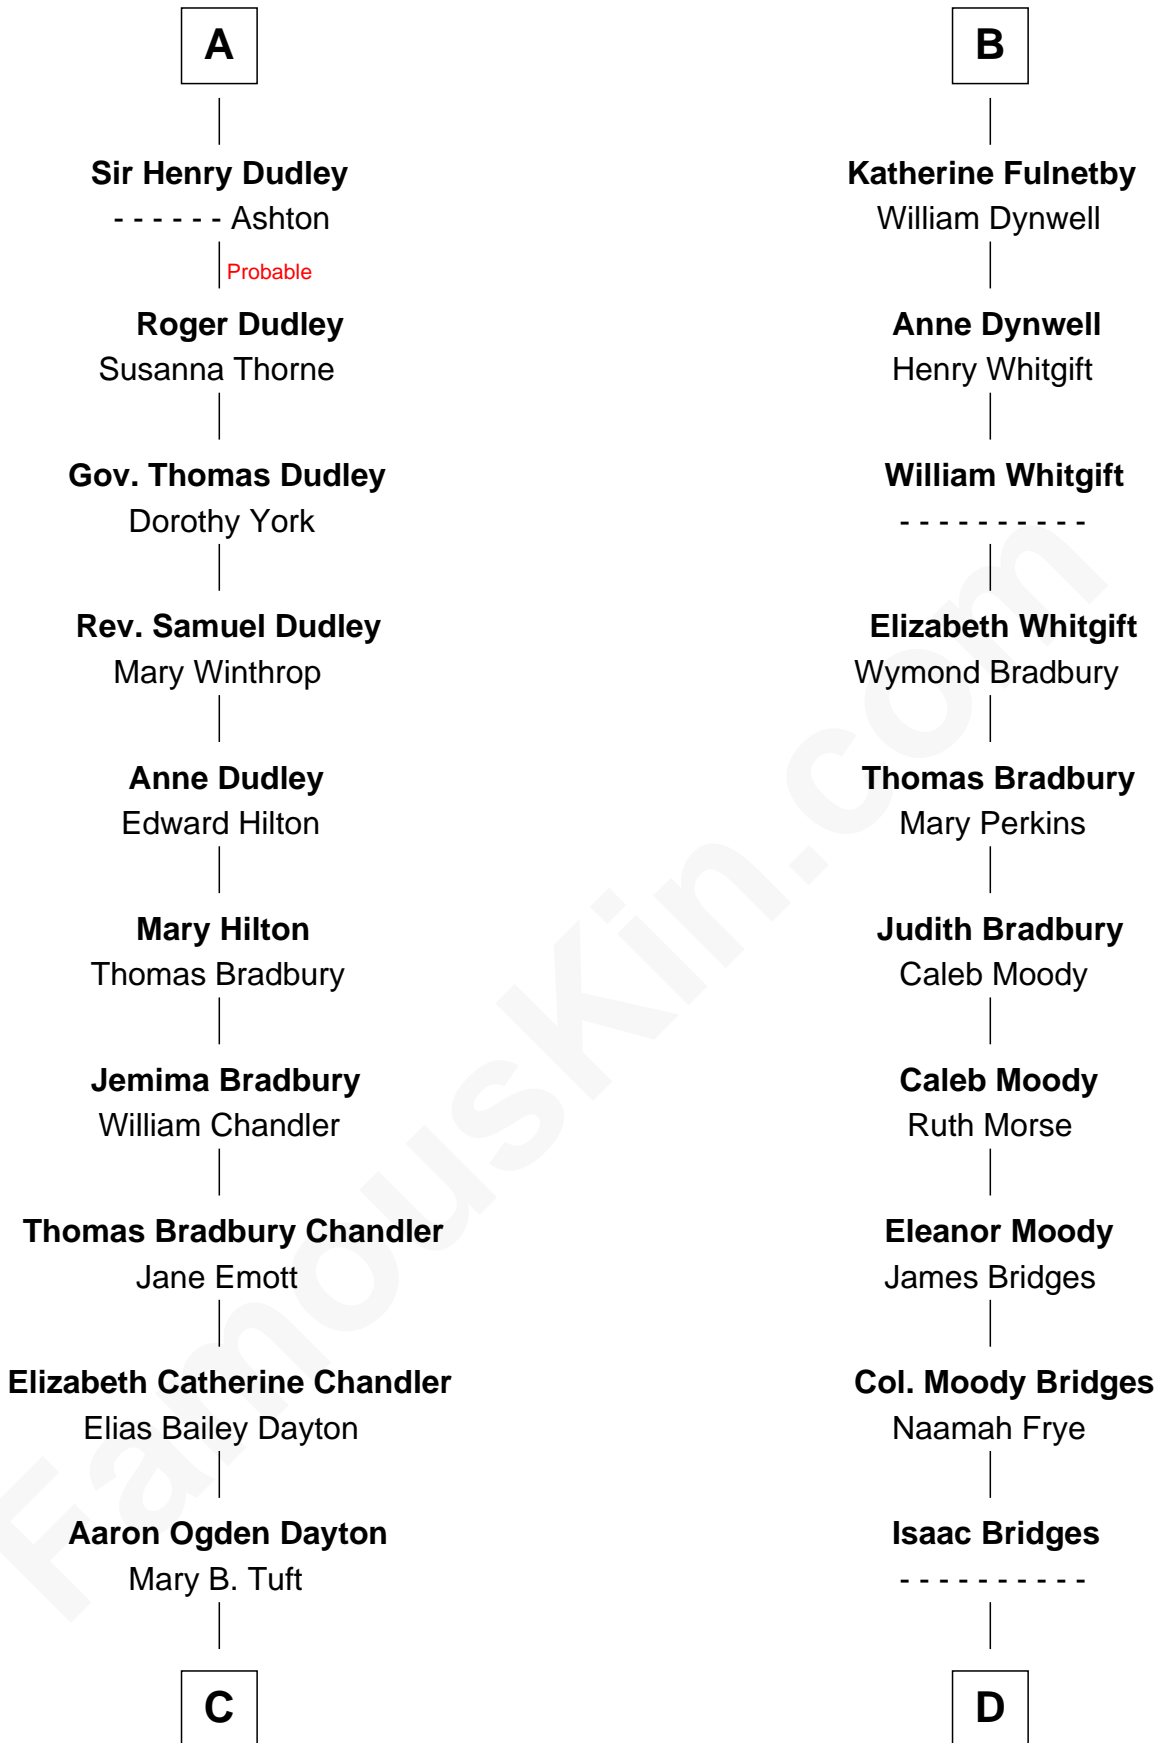 A
Sir Henry Dudley
- - - - - - Ashton
Probable
Roger Dudley
Susanna Thorne
Gov. Thomas Dudley
Dorothy York
Rev. Samuel Dudley
Mary Winthrop
Anne Dudley
Edward Hilton
Mary Hilton
Thomas Bradbury
Jemima Bradbury
William Chandler
Thomas Bradbury Chandler
Jane Emott
Elizabeth Catherine Chandler
Elias Bailey Dayton
Aaron Ogden Dayton
Mary B. Tuft
C
B
Katherine Fulnetby
William Dynwell
Anne Dynwell
Henry Whitgift
William Whitgift
- - - - - - - - - -
Elizabeth Whitgift
Wymond Bradbury
Thomas Bradbury
Mary Perkins
Judith Bradbury
Caleb Moody
Caleb Moody
Ruth Morse
Eleanor Moody
James Bridges
Col. Moody Bridges
Naamah Frye
Isaac Bridges
- - - - - - - - - -
D
FamousKin.com